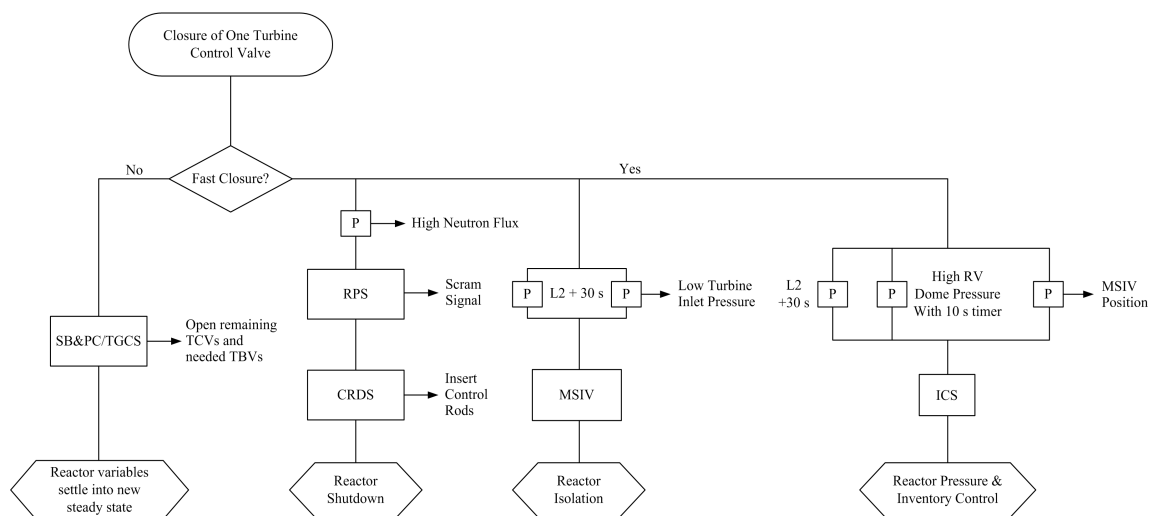 Closure of One Turbine
Control Valve
No
Fast Closure?
Yes
P
High Neutron Flux
RPS
Scram
Signal
CRDS
Insert
Control
Rods
SB&PC/TGCS
Open remaining
TCVs and
needed TBVs
P
L2 + 30 s
P
Low Turbine
Inlet Pressure
MSIV
L2
+30 s
P
P
High RV
Dome Pressure
With 10 s timer
P
MSIV
Position
ICS
Reactor variables
settle into new
steady state
Reactor
Shutdown
Reactor
Isolation
Reactor Pressure &
Inventory Control